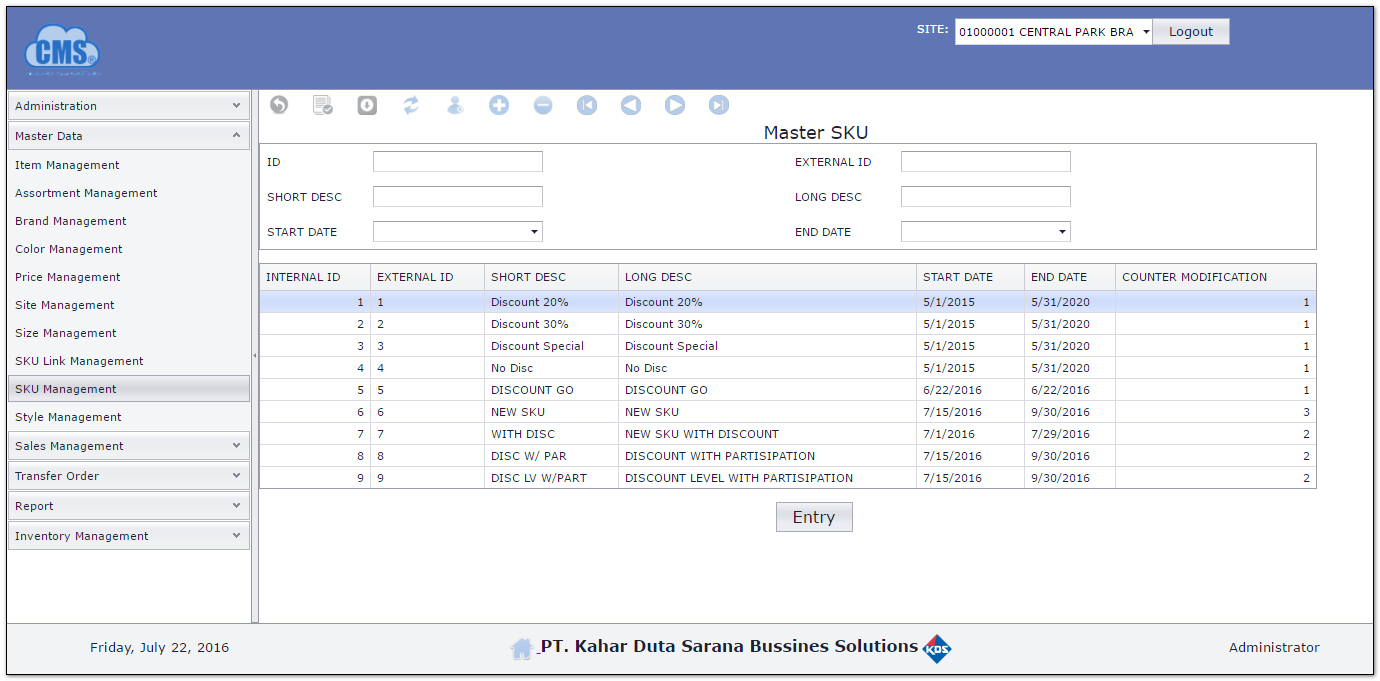 CMS®
SITE: 01000001 CENTRAL PARK BRA Logout
Administration
Master Data
Item Management
Assortment Management
Brand Management
Color Management
Price Management
Site Management
Size Management
SKU Link Management
SKU Management
Style Management
Sales Management
Transfer Order
Report
Inventory Management
Master SKU
ID EXTERNAL ID
SHORT DESC LONG DESC
START DATE END DATE
INTERNAL ID EXTERNAL ID SHORT DESC LONG DESC START DATE END DATE COUNTER MODIFICATION
1 1 Discount 20% Discount 20% 5/1/2015 5/31/2020 1
2 2 Discount 30% Discount 30% 5/1/2015 5/31/2020 1
3 3 Discount Special Discount Special 5/1/2015 5/31/2020 1
4 4 No Disc No Disc 5/1/2015 5/31/2020 1
5 5 DISCOUNT GO DISCOUNT GO 6/22/2016 6/22/2016 1
6 6 NEW SKU NEW SKU 7/15/2016 9/30/2016 3
7 7 WITH DISC NEW SKU WITH DISCOUNT 7/1/2016 7/29/2016 2
8 8 DISC W/ PAR DISCOUNT WITH PARTISIPATION 7/15/2016 9/30/2016 2
9 9 DISC LV W/PART DISCOUNT LEVEL WITH PARTISIPATION 7/15/2016 9/30/2016 2
Entry
Friday, July 22, 2016 PT. Kahar Duta Sarana Bussines Solutions KDS Administrator